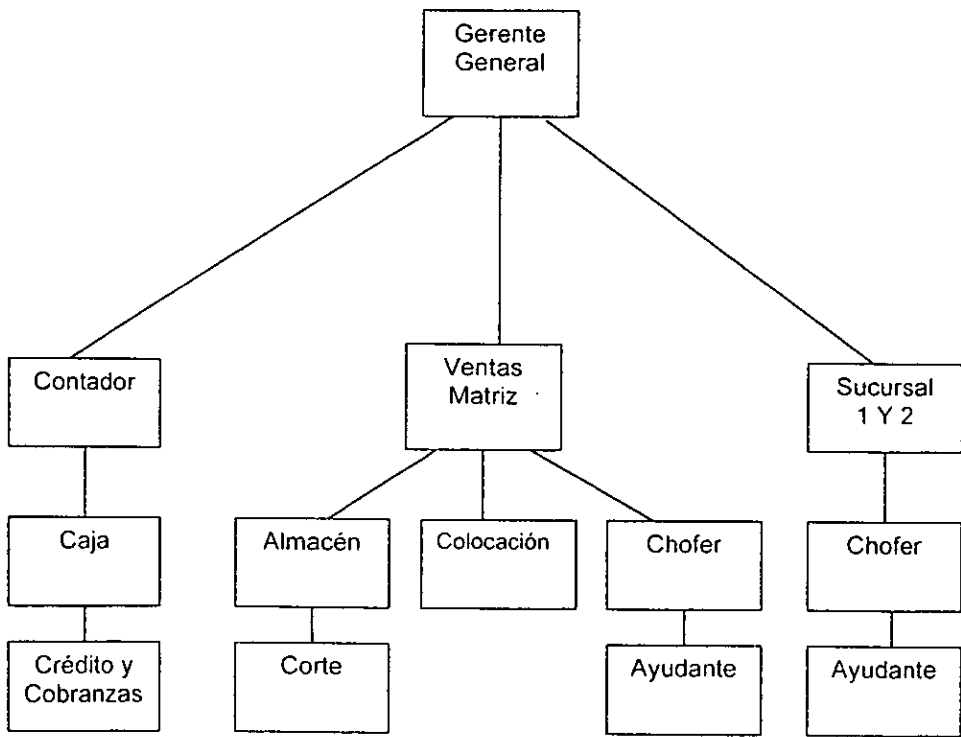 Gerente
General
Contador
Ventas
Matriz
Sucursal
1 Y 2
Caja
Almacén
Colocación
Chofer
Chofer
Crédito y
Cobranzas
Corte
Ayudante
Ayudante